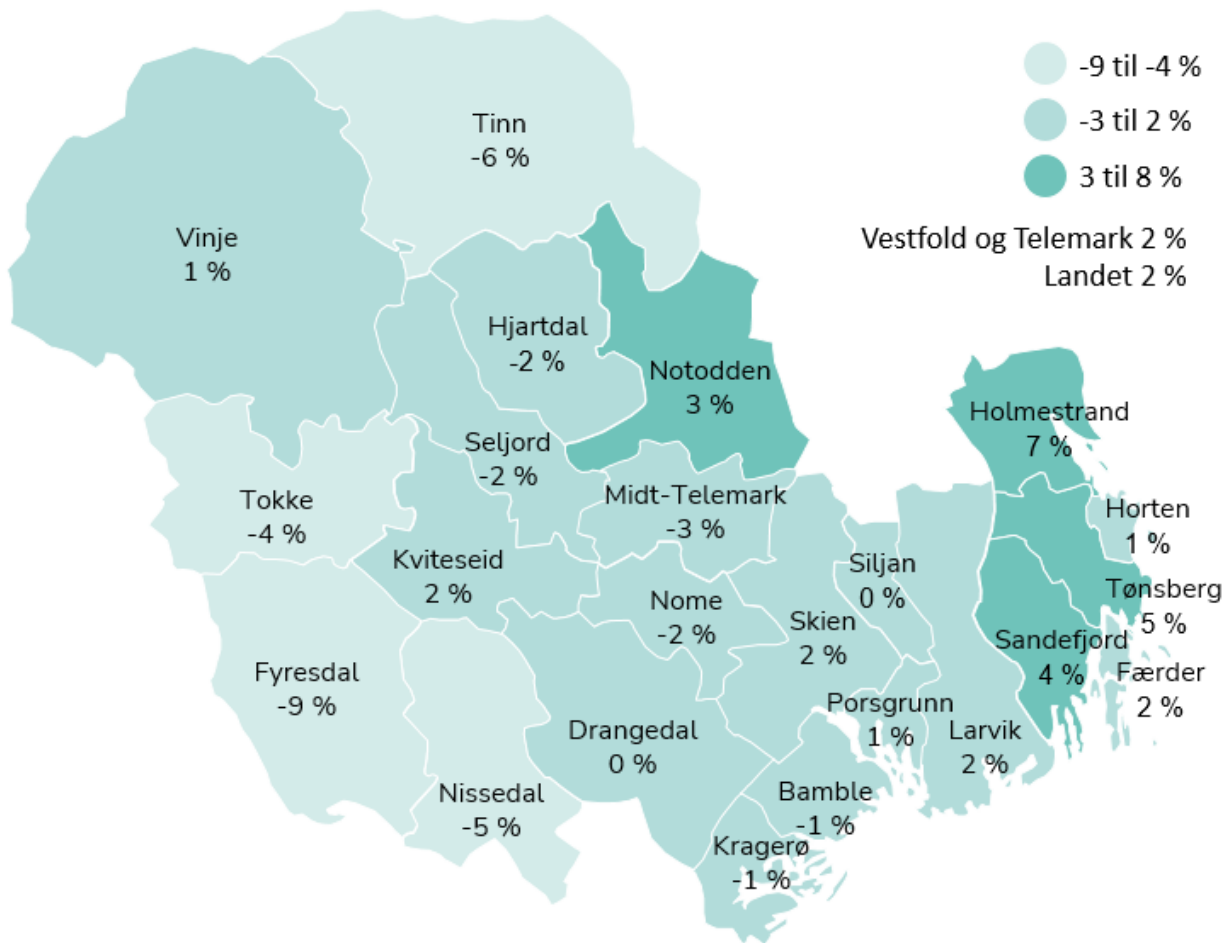 -9 til -4 %
-3 til 2 %
3 til 8 %
Vestfold og Telemark 2 %
Landet 2 %
Tinn
-6 %
Vinje
1 %
Hjartdal
-2 %
Notodden
3 %
Holmestrand
7 %
Seljord
-2 %
Midt-Telemark
-3 %
Tokke
-4 %
Horten
1 %
Kviteseid
2 %
Siljan
0 %
Tønsberg
5 %
Nome
-2 %
Skien
2 %
Sandefjord
4 %
Fyresdal
-9 %
Færder
2 %
Porsgrunn
1 %
Drangedal
0 %
Larvik
2 %
Nissedal
-5 %
Bamble
-1 %
Kragerø
-1 %